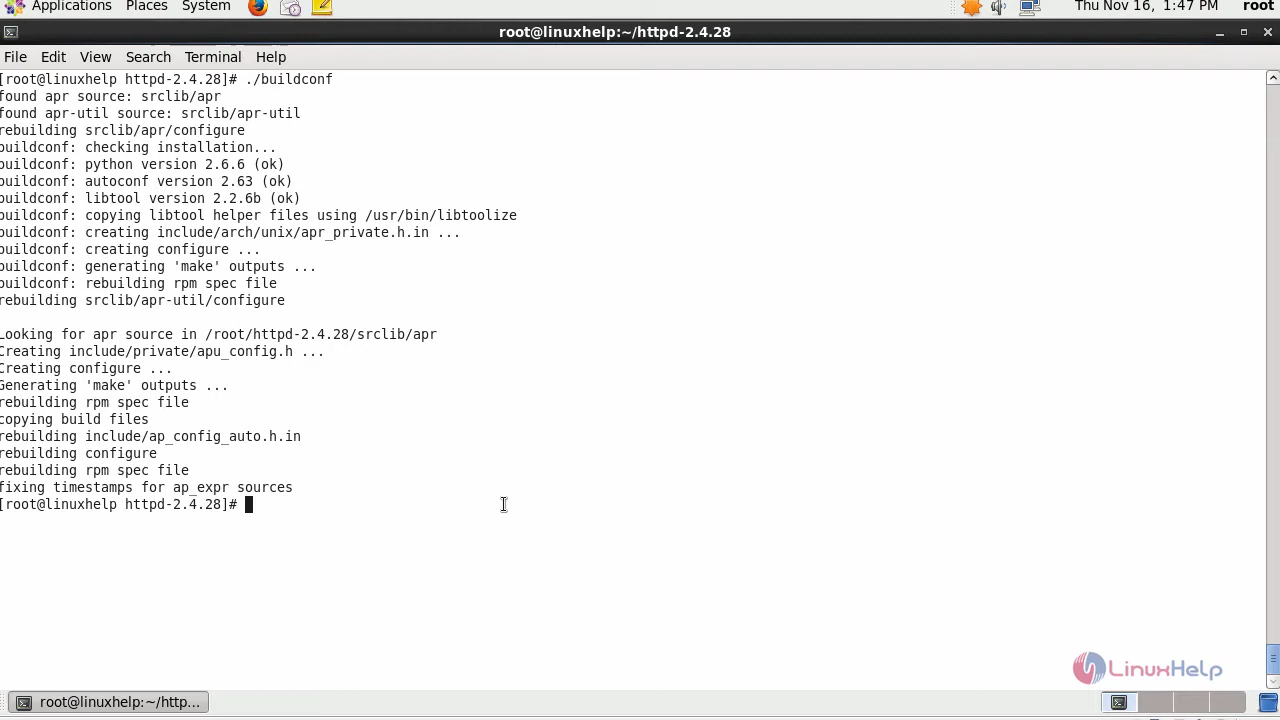 Applications Places System Thu Nov 16, 1:47 PM root
root@linuxhelp:~/httpd-2.4.28
File Edit View Search Terminal Help
[root@linuxhelp httpd-2.4.28]# ./buildconf
found apr source: srclib/apr
found apr-util source: srclib/apr-util
rebuilding srclib/apr/configure
buildconf: checking installation...
buildconf: python version 2.6.6 (ok)
buildconf: autoconf version 2.63 (ok)
buildconf: libtool version 2.2.6b (ok)
buildconf: copying libtool helper files using /usr/bin/libtoolize
buildconf: creating include/arch/unix/apr_private.h.in ...
buildconf: creating configure ...
buildconf: generating 'make' outputs ...
buildconf: rebuilding rpm spec file
rebuilding srclib/apr-util/configure
Looking for apr source in /root/httpd-2.4.28/srclib/apr
Creating include/private/apu_config.h ...
Creating configure ...
Generating 'make' outputs ...
rebuilding rpm spec file
copying build files
rebuilding include/ap_config_auto.h.in
rebuilding configure
rebuilding rpm spec file
fixing timestamps for ap_expr sources
[root@linuxhelp httpd-2.4.28]#
LinuxHelp
root@linuxhelp:~/http...